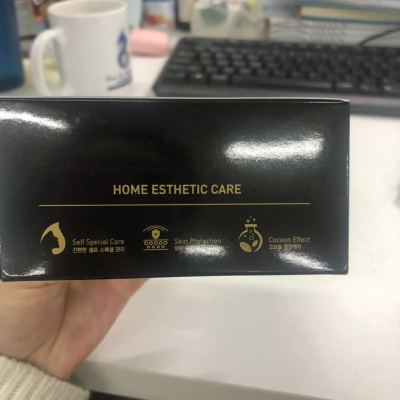 HOME ESTHETIC CARE
Self Special Care
간편한 셀프 스페셜 관리
Skin Protection
Cocoon Effect